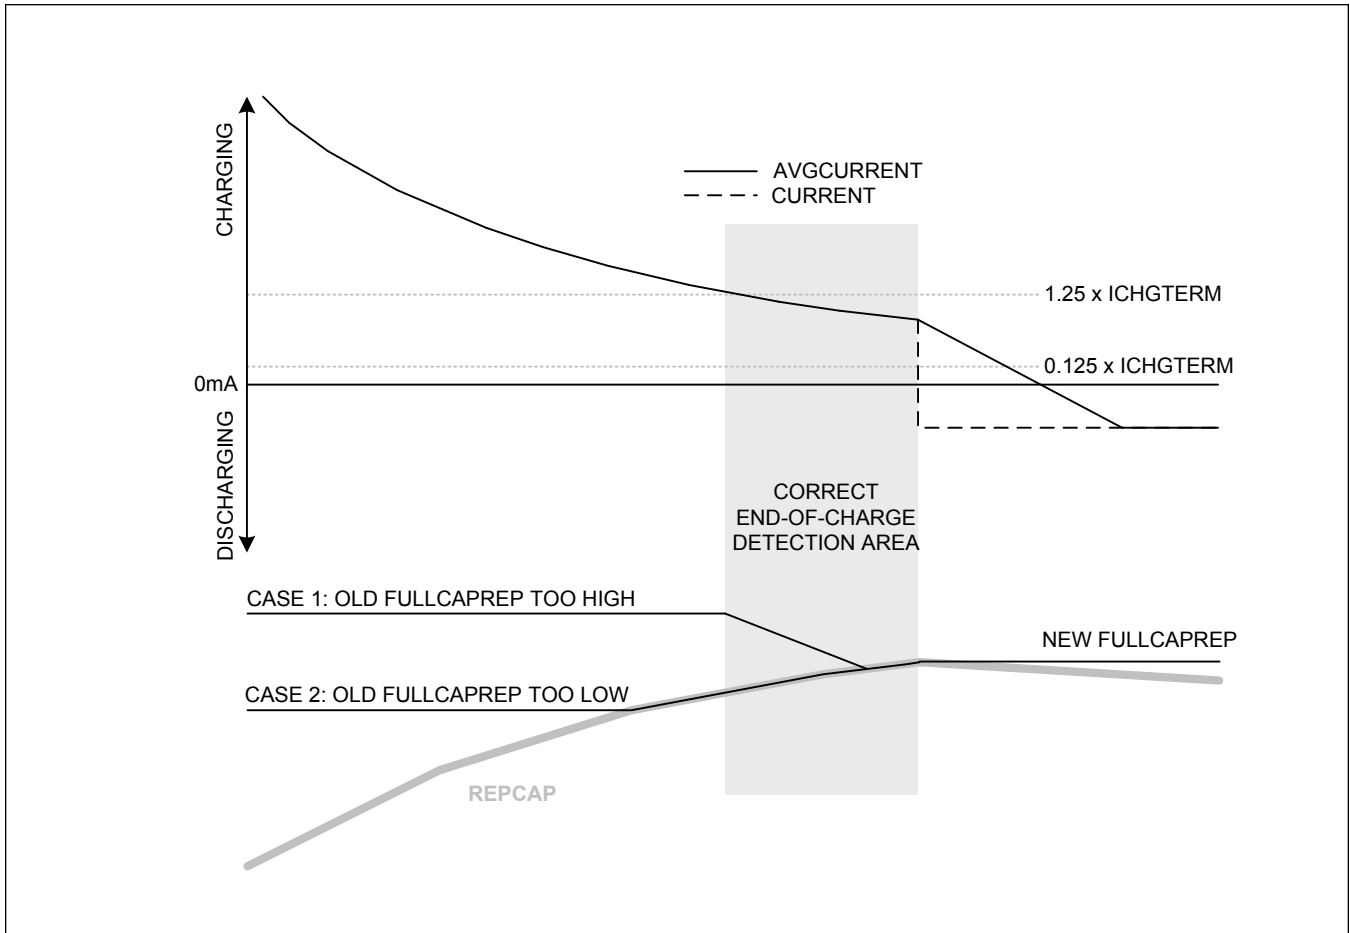 CHARGING
AVGCURRENT
CURRENT
1.25 x ICHGTERM
0.125 x ICHGTERM
0mA
DISCHARGING
CORRECT
END-OF-CHARGE
DETECTION AREA
CASE 1: OLD FULLCAPREP TOO HIGH
NEW FULLCAPREP
CASE 2: OLD FULLCAPREP TOO LOW
REPCAP